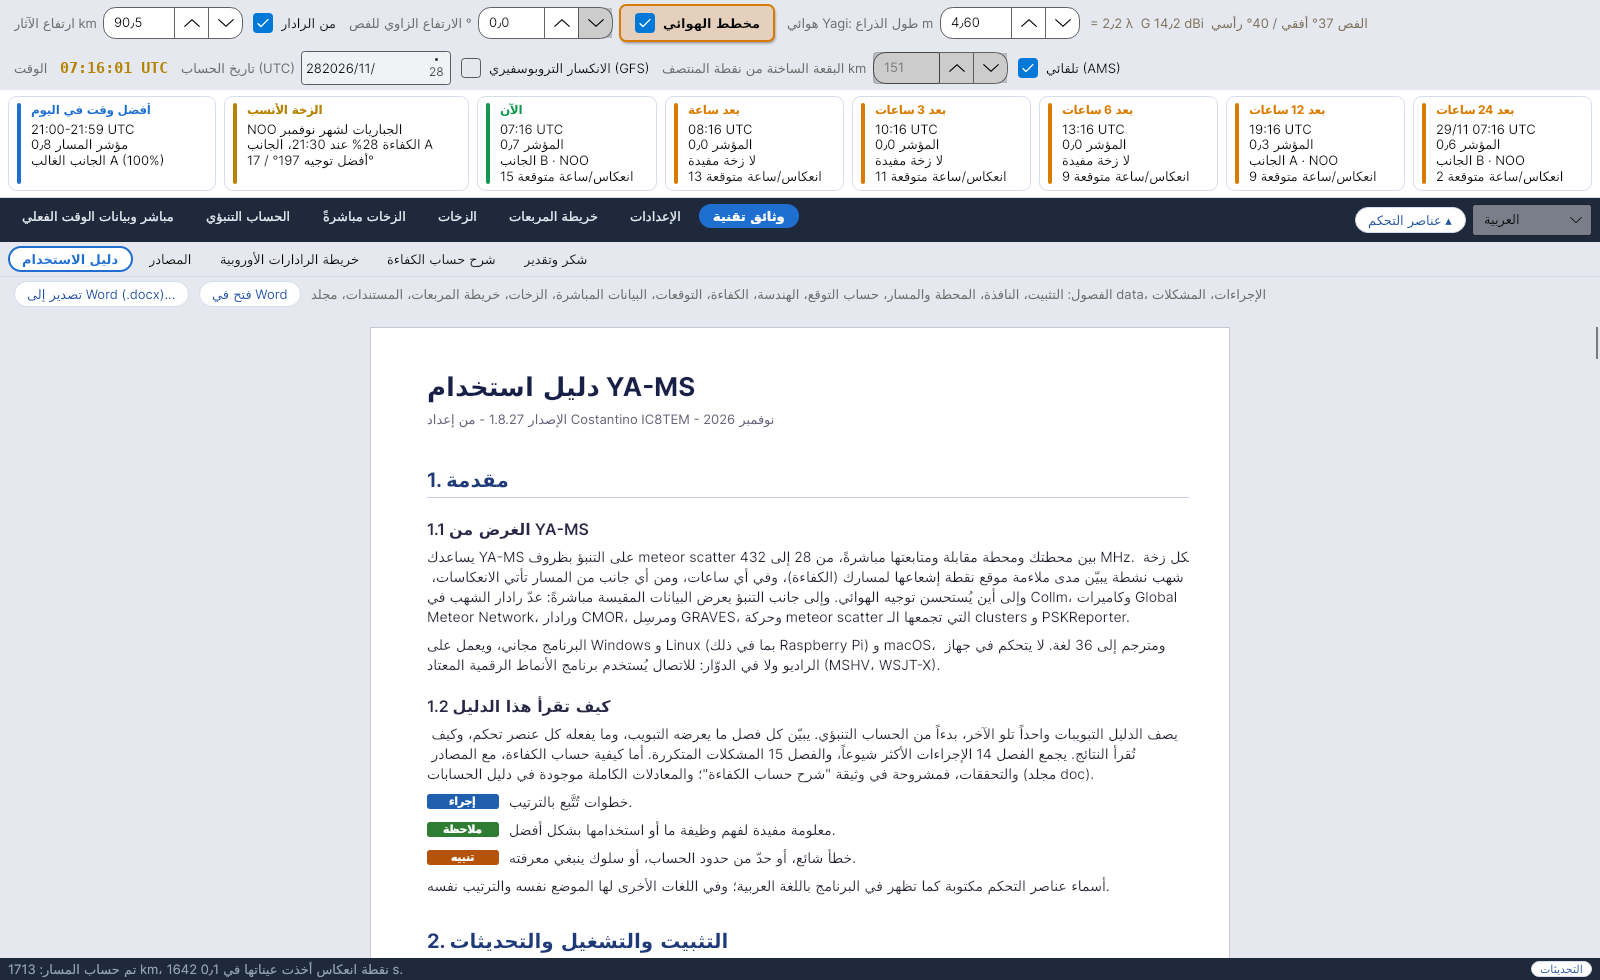 ارتفاع الآثار km 90٫5 من الرادار الارتفاع الزاوي للفص ° 0٫0 مخطط الهوائي هوائي Yagi: طول الذراع m 4٫60 = 2٫2 λ G 14٫2 dBi الفص 37° أفقي / 40° رأسي
الوقت 07:16:01 UTC تاريخ الحساب (UTC) 282026/11/ 28 الانكسار التروبوسفيري (GFS) البقعة الساخنة من نقطة المنتصف km 151 تلقائي (AMS)
أفضل وقت في اليوم
21:00-21:59 UTC
مؤشر المسار 0٫8
الجانب الغالب A (100%)
الزخة الأنسب
الجباريات لشهر نوفمبر NOO
الكفاءة 28% عند 21:30، الجانب A
أفضل توجيه 197° / 17°
الآن
07:16 UTC
المؤشر 0٫7
الجانب B · NOO
انعكاس/ساعة متوقعة 15
بعد ساعة
08:16 UTC
المؤشر 0٫0
لا زخة مفيدة
انعكاس/ساعة متوقعة 13
بعد 3 ساعات
10:16 UTC
المؤشر 0٫0
لا زخة مفيدة
انعكاس/ساعة متوقعة 11
بعد 6 ساعات
13:16 UTC
المؤشر 0٫0
لا زخة مفيدة
انعكاس/ساعة متوقعة 9
بعد 12 ساعات
19:16 UTC
المؤشر 0٫3
الجانب A · NOO
انعكاس/ساعة متوقعة 9
بعد 24 ساعات
29/11 07:16 UTC
المؤشر 0٫6
الجانب B · NOO
انعكاس/ساعة متوقعة 2
مباشر وبيانات الوقت الفعلي الحساب التنبؤي الزخات مباشرةً الزخات خريطة المربعات الإعدادات وثائق تقنية عناصر التحكم ▴ العربية
دليل الاستخدام المصادر خريطة الرادارات الأوروبية شرح حساب الكفاءة شكر وتقدير
تصدير إلى Word (.docx)... فتح في Word الفصول: التثبيت، النافذة، المحطة والمسار، حساب التوقع، الهندسة، الكفاءة، التوقعات، البيانات المباشرة، الزخات، خريطة المربعات، المستندات، مجلد data، الإجراءات، المشكلات
دليل استخدام YA-MS
الإصدار 1.8.27 - من إعداد Costantino IC8TEM - نوفمبر 2026
1. مقدمة
1.1 الغرض من YA-MS
يساعدك YA-MS على التنبؤ بظروف meteor scatter بين محطتك ومحطة مقابلة ومتابعتها مباشرةً، من 28 إلى 432 MHz. لكل زخة
شهب نشطة يبيّن مدى ملاءمة موقع نقطة إشعاعها لمسارك (الكفاءة)، وفي أي ساعات، ومن أي جانب من المسار تأتي الانعكاسات،
وإلى أين يُستحسن توجيه الهوائي. وإلى جانب التنبؤ يعرض البيانات المقيسة مباشرةً: عدّ رادار الشهب في Collm، وكاميرات Global
Meteor Network، ورادار CMOR، ومرسِل GRAVES، وحركة meteor scatter التي تجمعها الـ clusters و PSKReporter.
البرنامج مجاني، ويعمل على Windows و Linux (بما في ذلك Raspberry Pi) و macOS، ومترجم إلى 36 لغة. لا يتحكم في جهاز
الراديو ولا في الدوّار: للاتصال يُستخدم برنامج الأنماط الرقمية المعتاد (MSHV، WSJT-X).
1.2 كيف تقرأ هذا الدليل
يصف الدليل التبويبات واحداً تلو الآخر، بدءاً من الحساب التنبؤي. يبيّن كل فصل ما يعرضه التبويب، وما يفعله كل عنصر تحكم، وكيف
تُقرأ النتائج. يجمع الفصل 14 الإجراءات الأكثر شيوعاً، والفصل 15 المشكلات المتكررة. أما كيفية حساب الكفاءة، مع المصادر
والتحققات، فمشروحة في وثيقة "شرح حساب الكفاءة"؛ والمعادلات الكاملة موجودة في دليل الحسابات (مجلد doc).
إجراء خطوات تُتَّبع بالترتيب.
ملاحظة معلومة مفيدة لفهم وظيفة ما أو استخدامها بشكل أفضل.
تنبيه خطأ شائع، أو حدّ من حدود الحساب، أو سلوك ينبغي معرفته.
أسماء عناصر التحكم مكتوبة كما تظهر في البرنامج باللغة العربية؛ وفي اللغات الأخرى لها الموضع نفسه والترتيب نفسه.
2. التثبيت والتشغيل والتحديثات
تم حساب المسار: 1713 km، 1642 نقطة انعكاس أخذت عيناتها في 0٫1 s. التحديثات